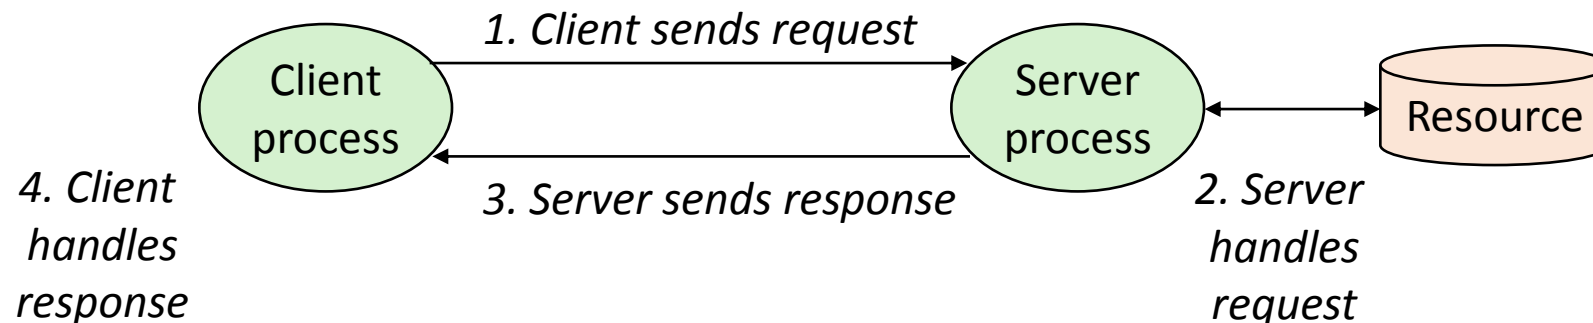 1. Client sends request
Client
process
Server
process
Resource
3. Server sends response
4. Client
handles
response
2. Server
handles
request